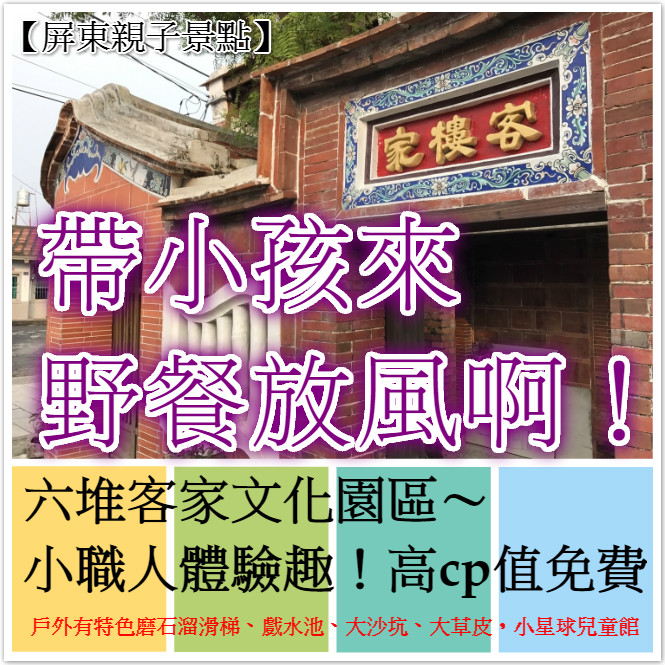 【屏東親子景點】
客樓家
帶小孩來
野餐放風啊！
六堆客家文化園區～
小職人體驗趣！高cp值免費
戶外有特色磨石溜滑梯、戲水池、大沙坑、大草皮，小星球兒童館